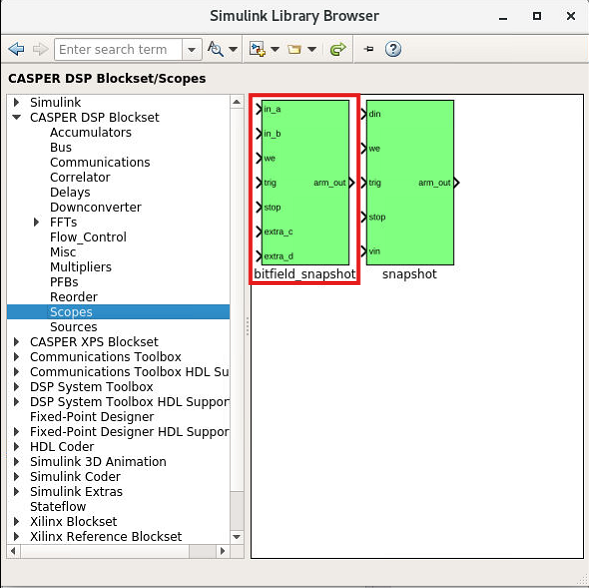 Simulink Library Browser
Enter search term
CASPER DSP Blockset/Scopes
Simulink
CASPER DSP Blockset
Accumulators
Bus
Communications
Correlator
Delays
Downconverter
FFTs
Flow_Control
Misc
Multipliers
PFBs
Reorder
Scopes
Sources
CASPER XPS Blockset
Communications Toolbox
Communications Toolbox HDL Su
DSP System Toolbox
DSP System Toolbox HDL Suppor
Fixed-Point Designer
Fixed-Point Designer HDL Suppor
HDL Coder
Simulink 3D Animation
Simulink Coder
Simulink Extras
Stateflow
Xilinx Blockset
Xilinx Reference Blockset
in_a
in_b
we
trig
arm_out
stop
extra_c
extra_d
bitfield_snapshot
din
we
trig
arm_out
stop
vin
snapshot